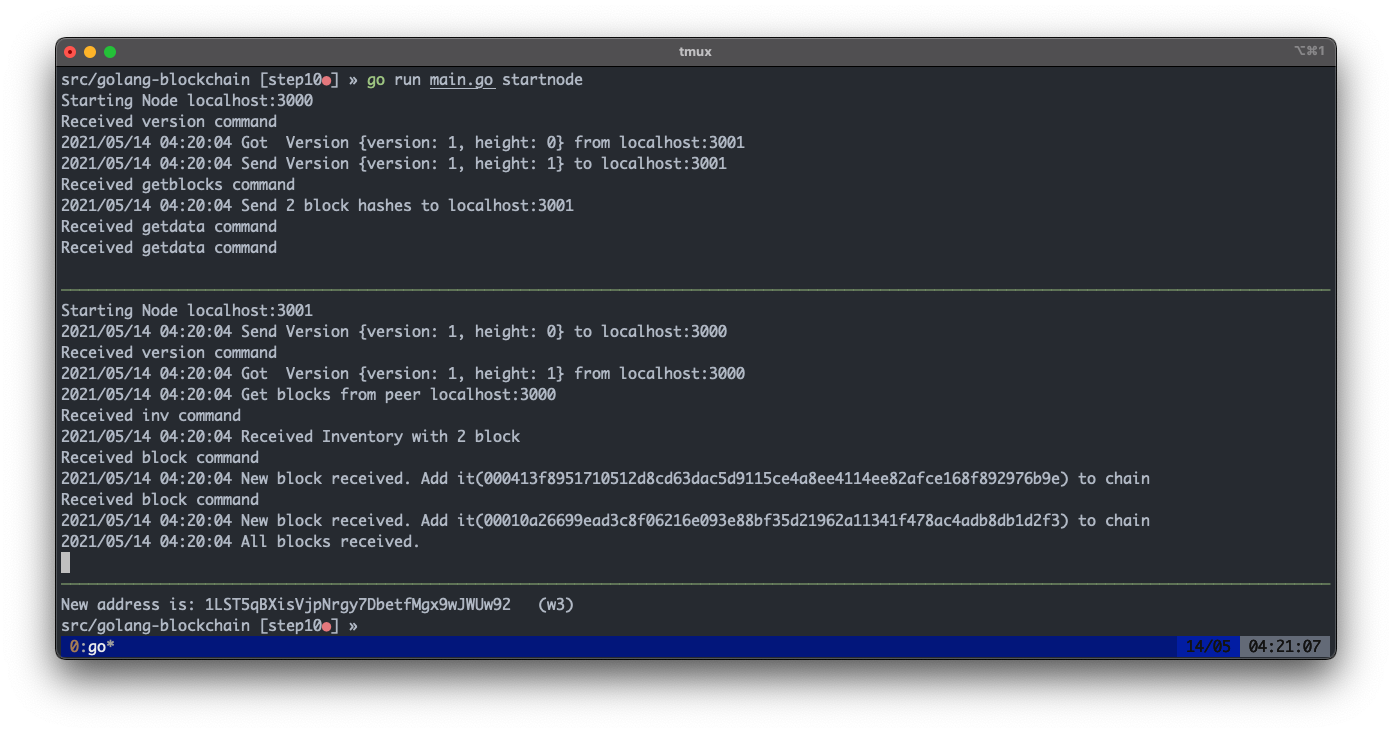 tmux
⌥⌘1
src/golang-blockchain [step10●] » go run main.go startnode
Starting Node localhost:3000
Received version command
2021/05/14 04:20:04 Got  Version {version: 1, height: 0} from localhost:3001
2021/05/14 04:20:04 Send Version {version: 1, height: 1} to localhost:3001
Received getblocks command
2021/05/14 04:20:04 Send 2 block hashes to localhost:3001
Received getdata command
Received getdata command
Starting Node localhost:3001
2021/05/14 04:20:04 Send Version {version: 1, height: 0} to localhost:3000
Received version command
2021/05/14 04:20:04 Got  Version {version: 1, height: 1} from localhost:3000
2021/05/14 04:20:04 Get blocks from peer localhost:3000
Received inv command
2021/05/14 04:20:04 Received Inventory with 2 block
Received block command
2021/05/14 04:20:04 New block received. Add it(000413f8951710512d8cd63dac5d9115ce4a8ee4114ee82afce168f892976b9e) to chain
Received block command
2021/05/14 04:20:04 New block received. Add it(00010a26699ead3c8f06216e093e88bf35d21962a11341f478ac4adb8db1d2f3) to chain
2021/05/14 04:20:04 All blocks received.
New address is: 1LST5qBXisVjpNrgy7DbetfMgx9wJWUw92   (w3)
src/golang-blockchain [step10●] »
0:go* 14/05 04:21:07